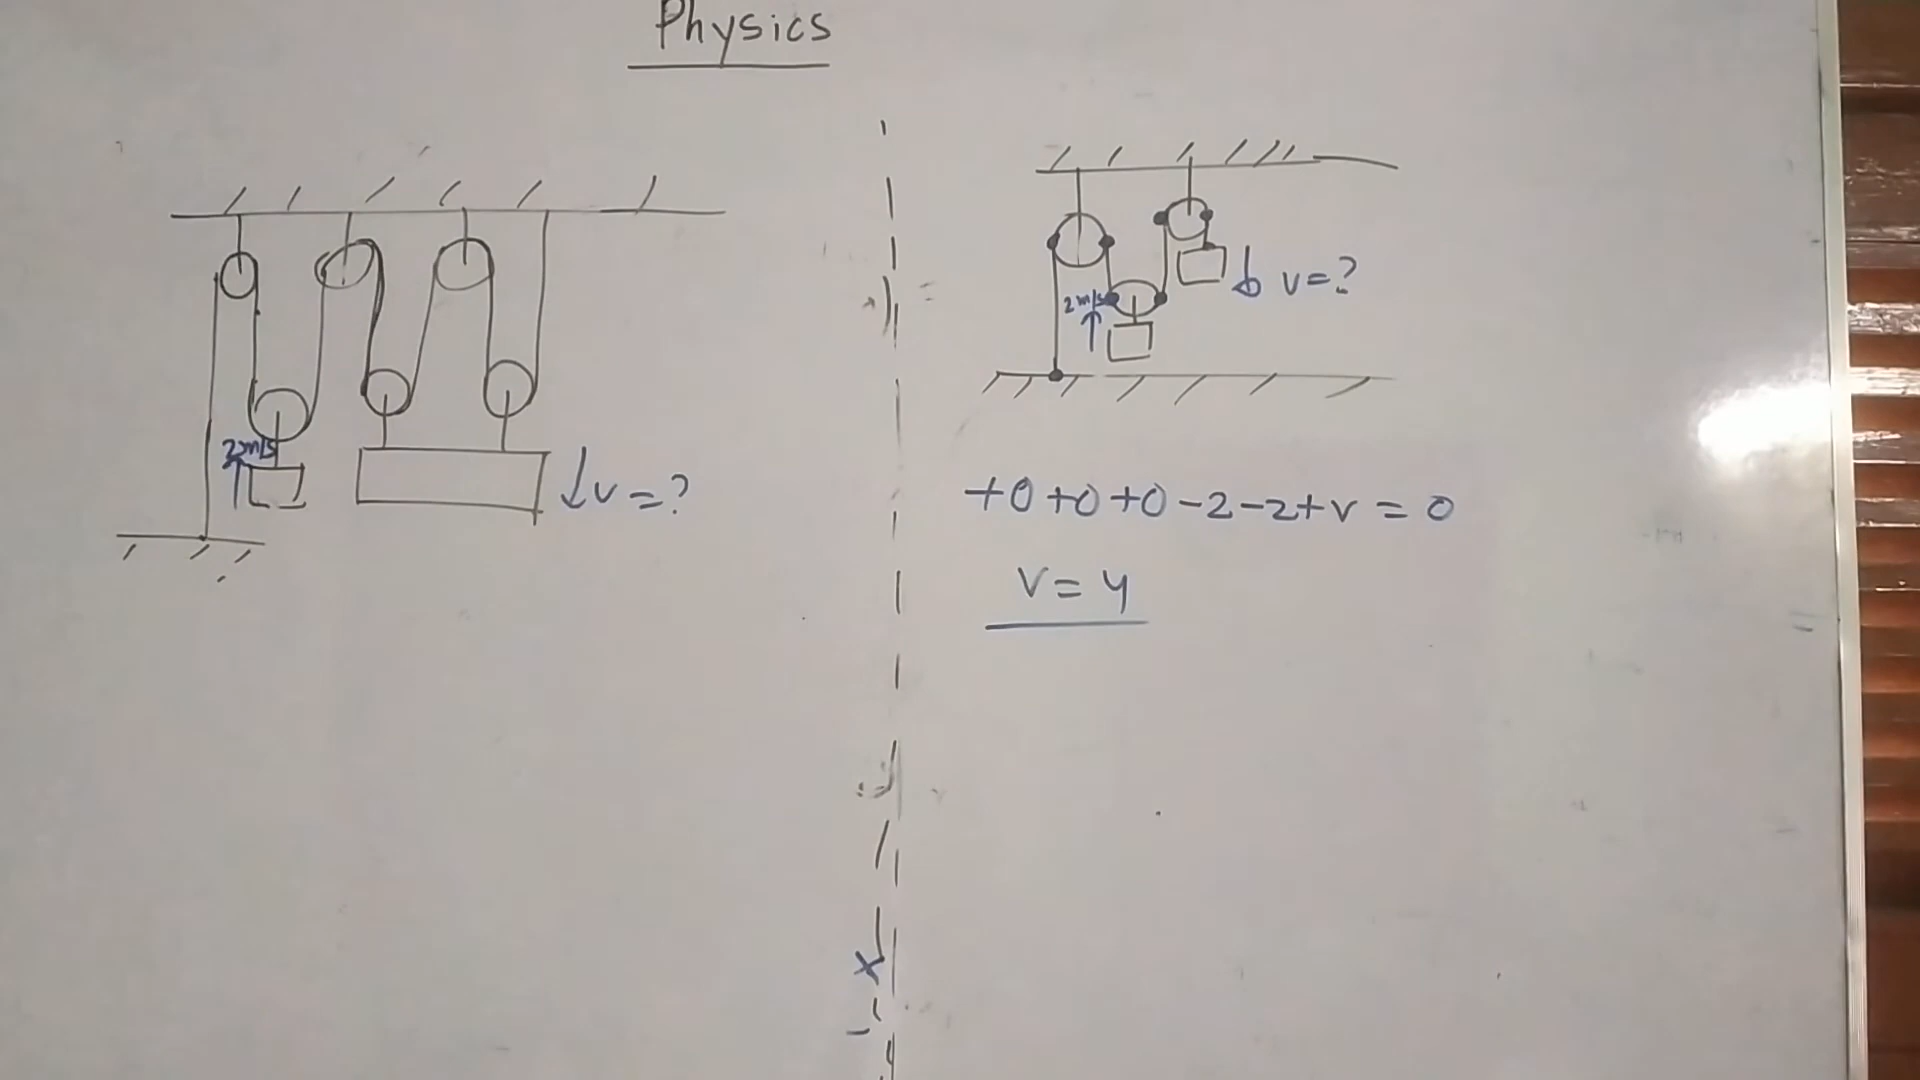 Physics
2m/s
v=?
2m/s
v=?
+0+0+0-2-2+v=0
v=4
x